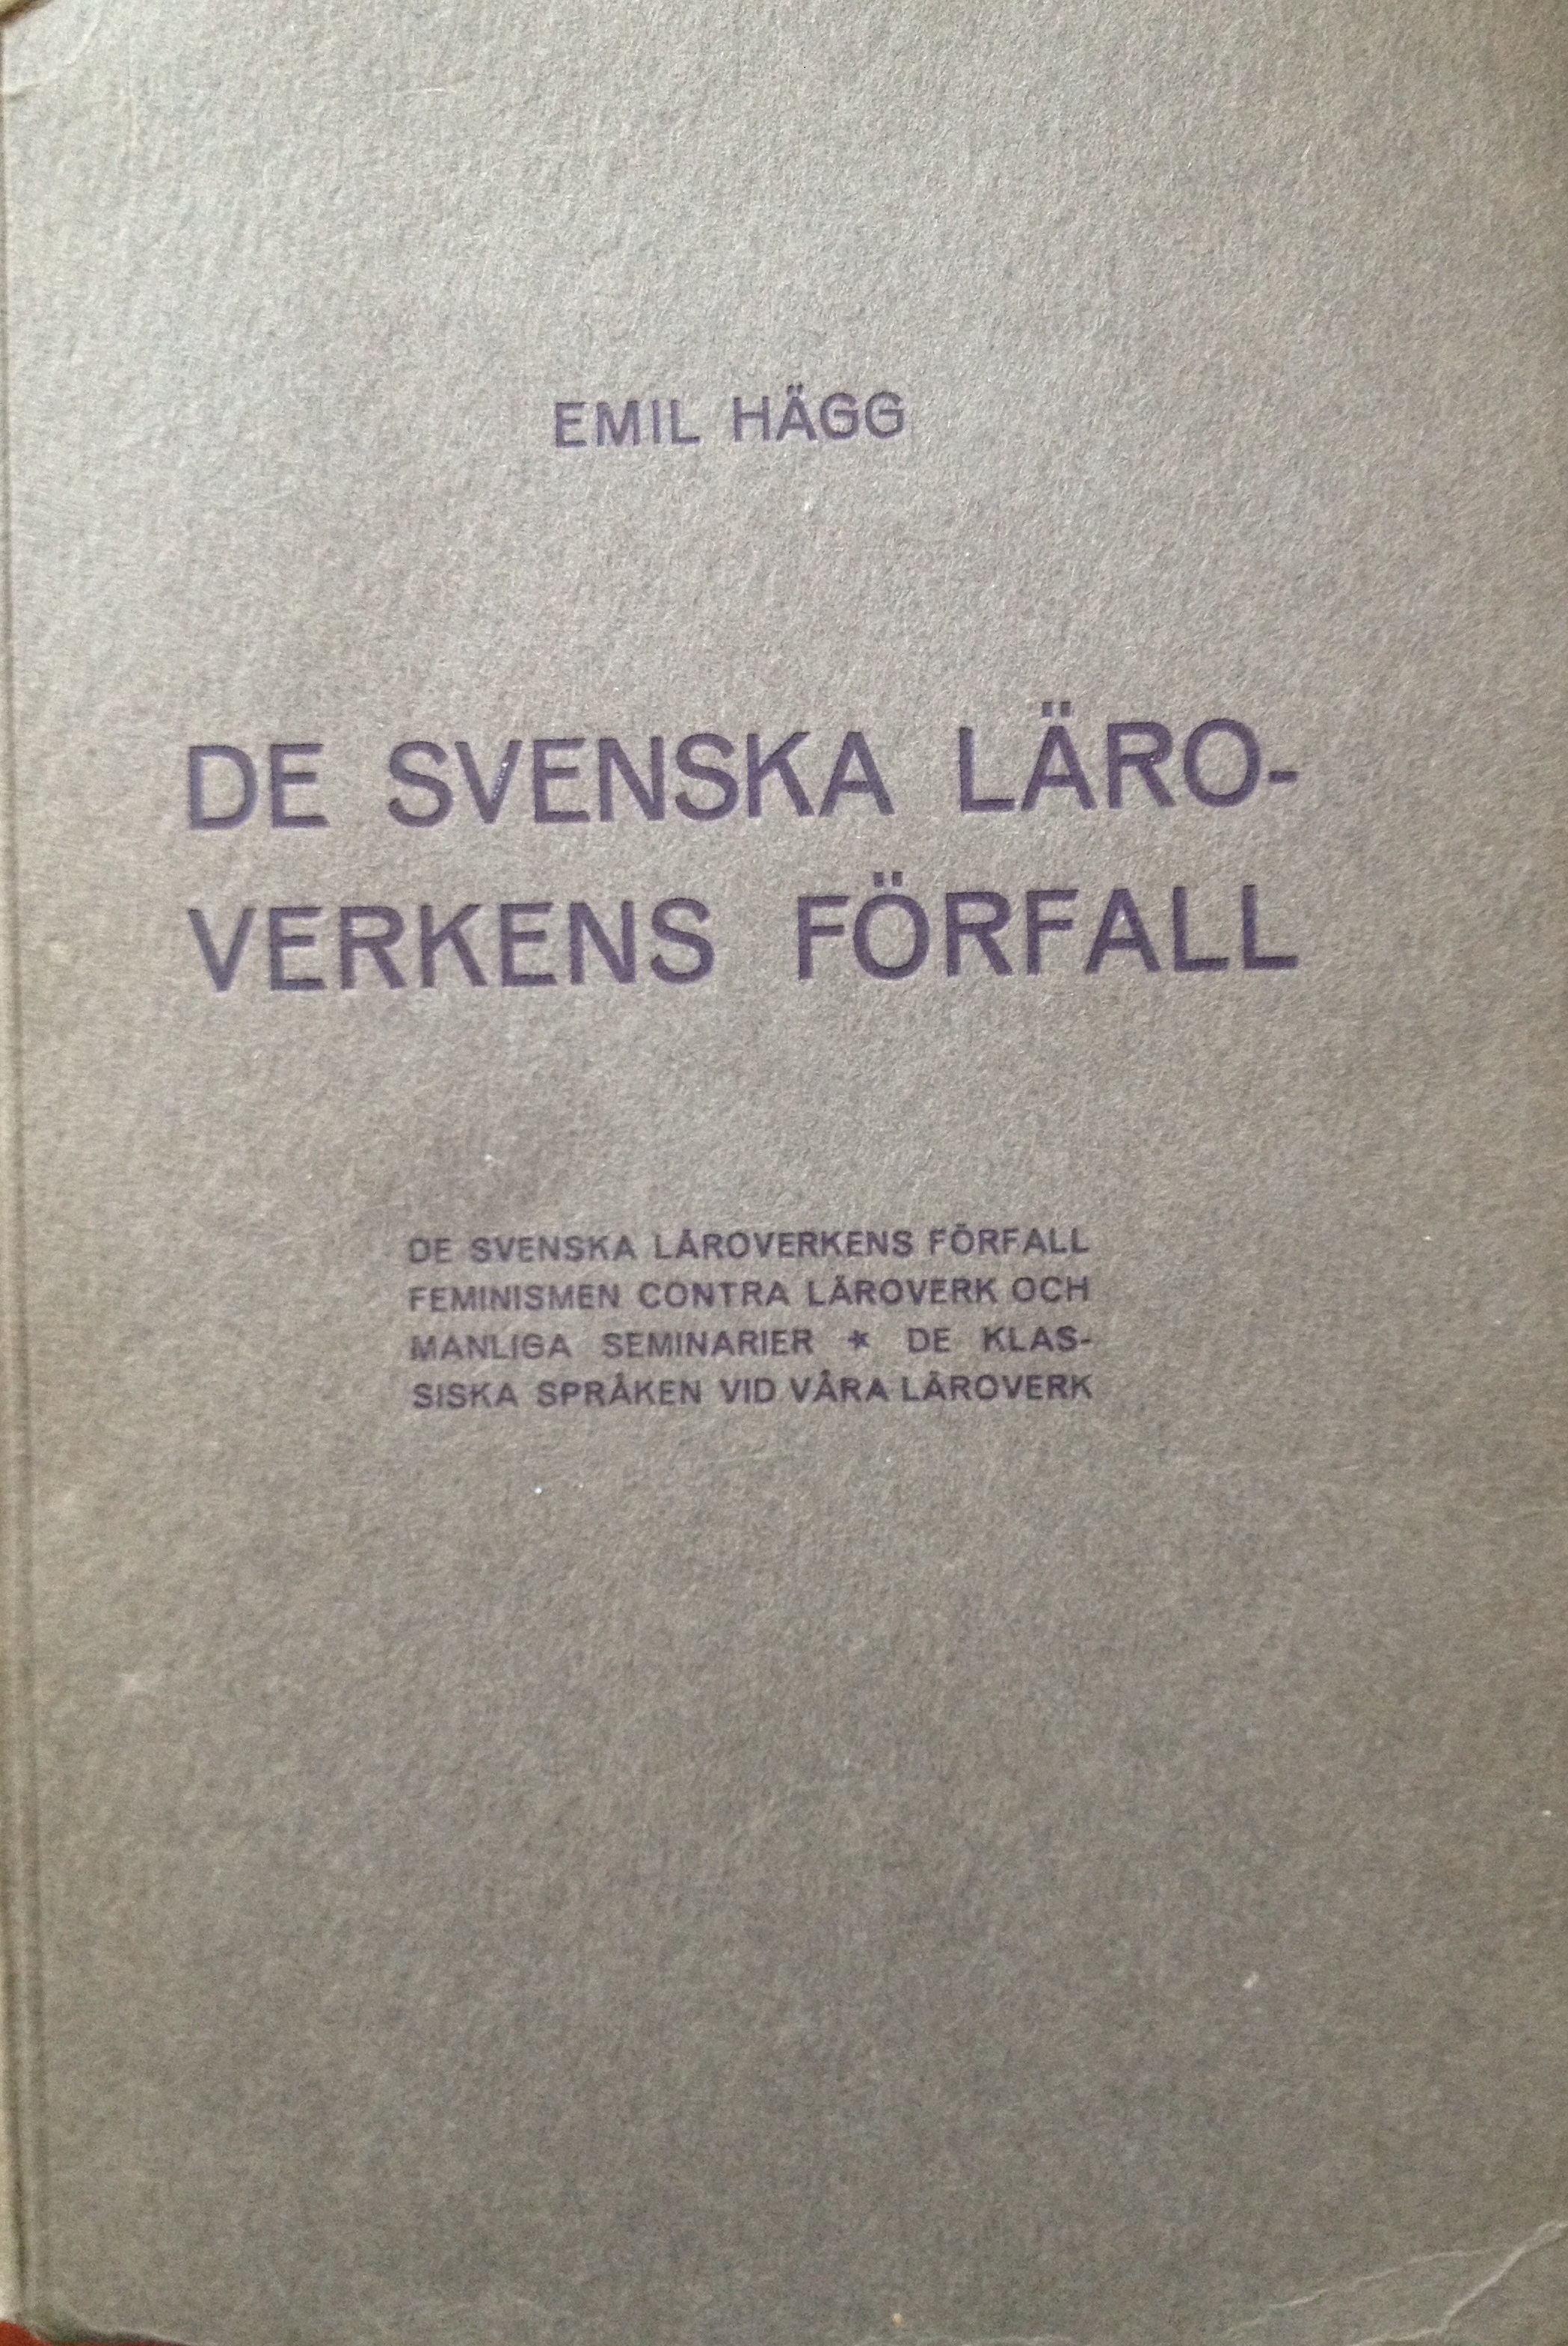 EMIL HÄGG
DE SVENSKA LÄRO-
VERKENS FÖRFALL
DE SVENSKA LÄROVERKENS FÖRFALL
FEMINISMEN CONTRA LÄROVERK OCH
MANLIGA SEMINARIER * DE KLAS-
SISKA SPRÅKEN VID VÅRA LÄROVERK